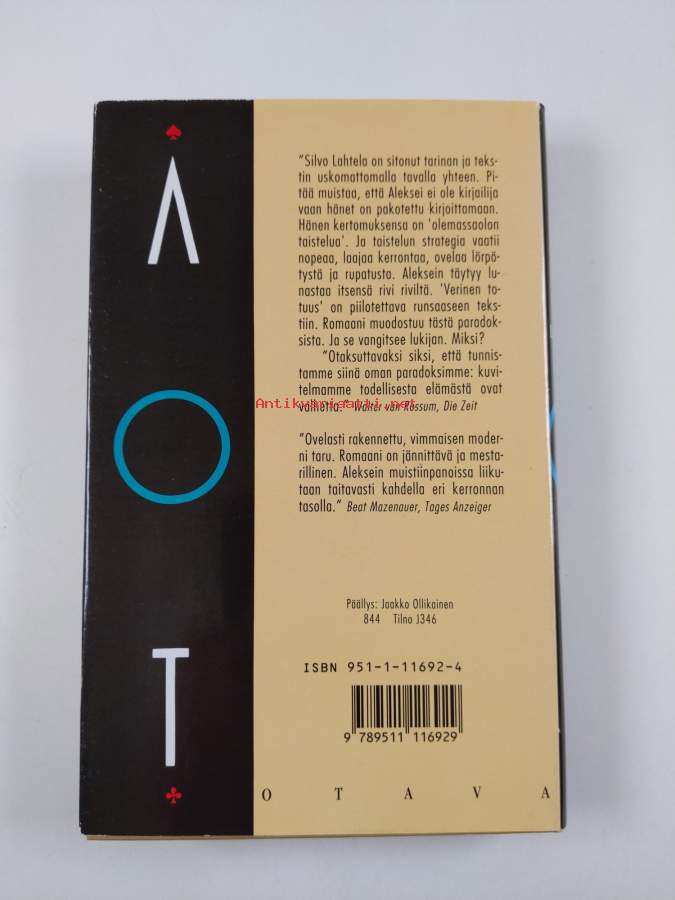 "Silvo Lahtela on sitonut tarinan ja teks-
tin uskomattomalla tavalla yhteen. Pi-
tää muistaa, että Aleksei ei ole kirjailija
vaan hänet on pakotettu kirjoittamaan.
Hänen kertomuksensa on 'olemassaolon
taistelua'. Ja taistelun strategia vaatii
nopeaa, laajaa kerrontaa, ovelaa lörpö-
tystä ja rupatusta. Aleksein täytyy lu-
nastaa itsensä rivi riviltä. 'Verinen to-
tuus' on piilotettava runsaaseen teks-
tiin. Romaani muodostuu tästä paradok-
sista. Ja se vangitsee lukijan. Miksi?
"Otaksuttavaksi siksi, että tunnis-
tamme siinä oman paradoksimme: kuvi-
telmamme todellisesta elämästä ovat
valhetta." Walter van Rossum, Die Zeit
Antikvariaatti.net
"Ovelasti rakennettu, vimmaisen moder-
ni taru. Romaani on jännittävä ja mesta-
rillinen. Aleksein muistiinpanoissa liiku-
taan taitavasti kahdella eri kerronnan
tasolla." Beat Mazenauer, Tages Anzeiger
Päällys: Jaakko Ollikainen
844 Tilno J346
ISBN 951-1-11692-4
9 789511 116929
OTAVA
Λ
O
T